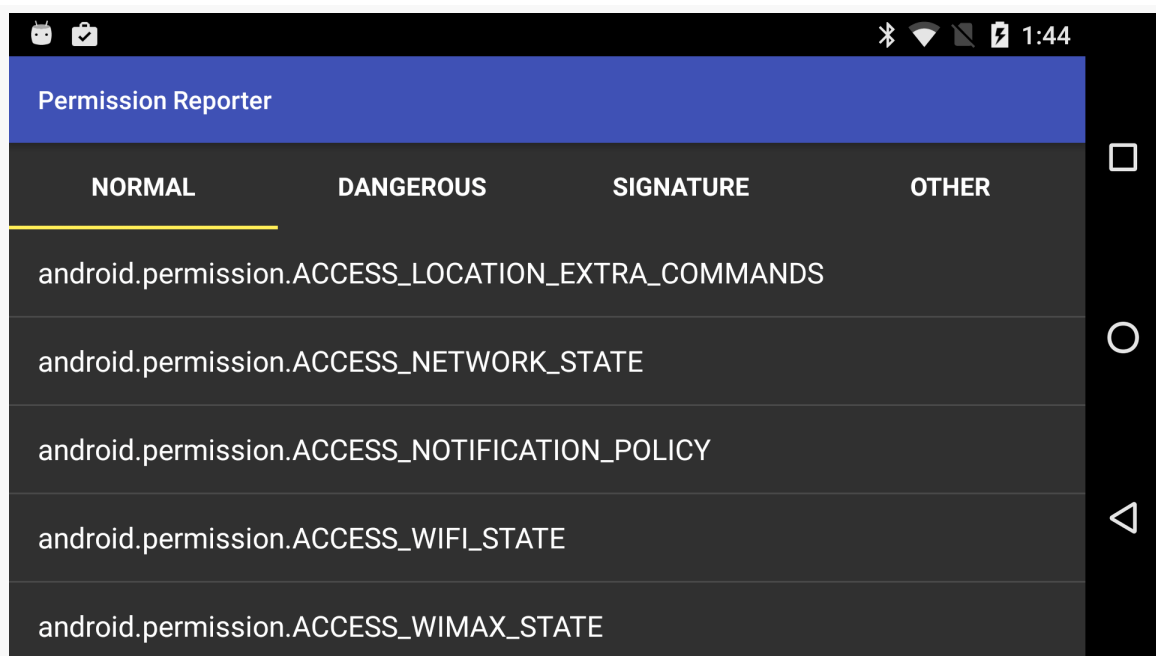 1:44
Permission Reporter
NORMAL DANGEROUS SIGNATURE OTHER
android.permission.ACCESS_LOCATION_EXTRA_COMMANDS
android.permission.ACCESS_NETWORK_STATE
android.permission.ACCESS_NOTIFICATION_POLICY
android.permission.ACCESS_WIFI_STATE
android.permission.ACCESS_WIMAX_STATE